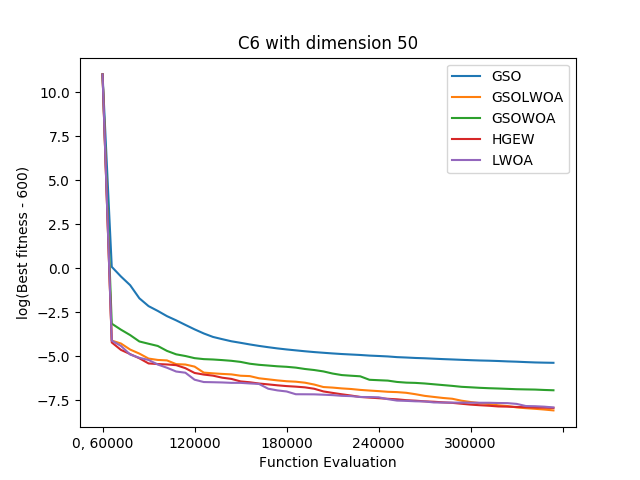 C6 with dimension 50
log(Best fitness - 600)
10.0
7.5
5.0
2.5
0.0
−2.5
−5.0
−7.5
GSO
GSOLWOA
GSOWOA
HGEW
LWOA
0, 60000 120000 180000 240000 300000
Function Evaluation